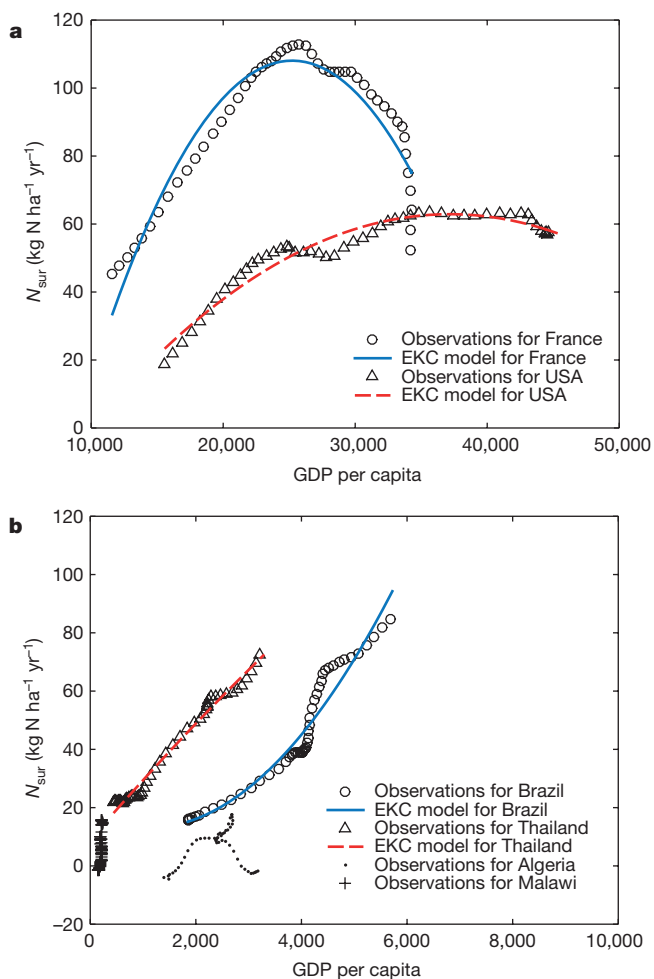 a
120
100
80
60
40
20
0
N_sur (kg N ha⁻¹ yr⁻¹)
Observations for France
EKC model for France
Observations for USA
EKC model for USA
10,000 20,000 30,000 40,000 50,000
GDP per capita
b
120
100
80
60
40
20
0
–20
N_sur (kg N ha⁻¹ yr⁻¹)
Observations for Brazil
EKC model for Brazil
Observations for Thailand
EKC model for Thailand
Observations for Algeria
Observations for Malawi
0 2,000 4,000 6,000 8,000 10,000
GDP per capita